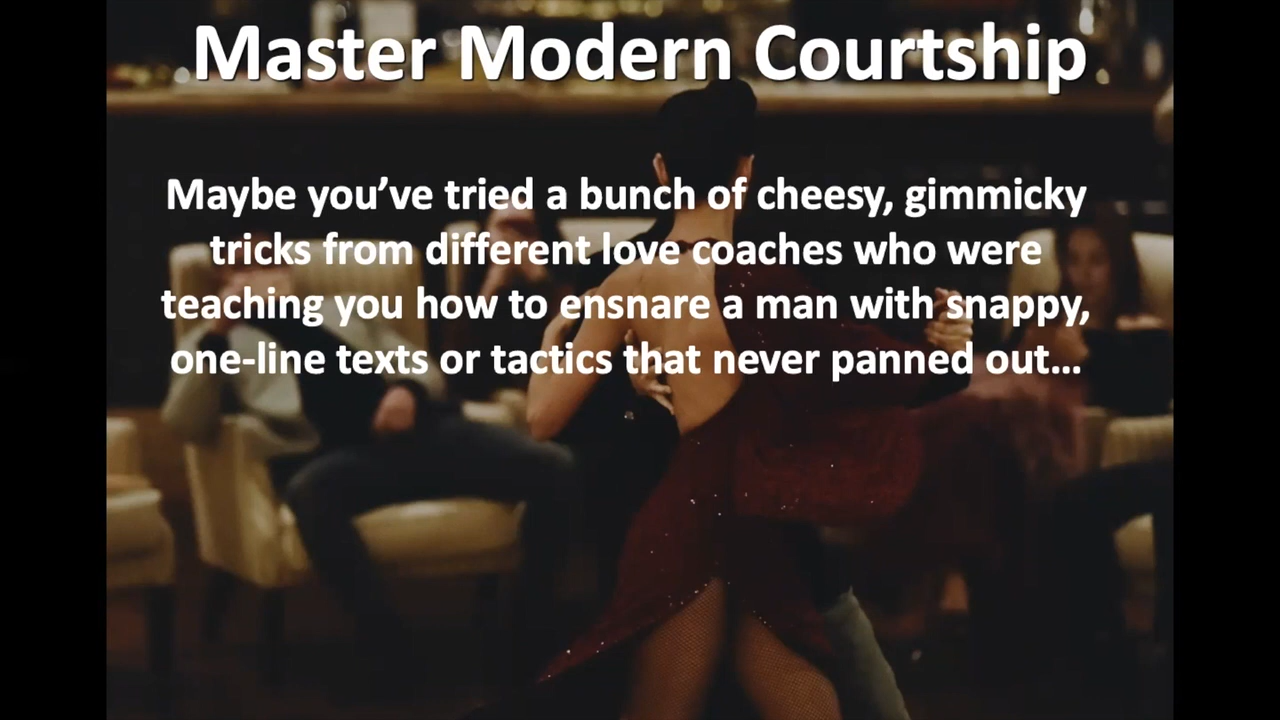 Master Modern Courtship
Maybe you’ve tried a bunch of cheesy, gimmicky
tricks from different love coaches who were
teaching you how to ensnare a man with snappy,
one-line texts or tactics that never panned out...